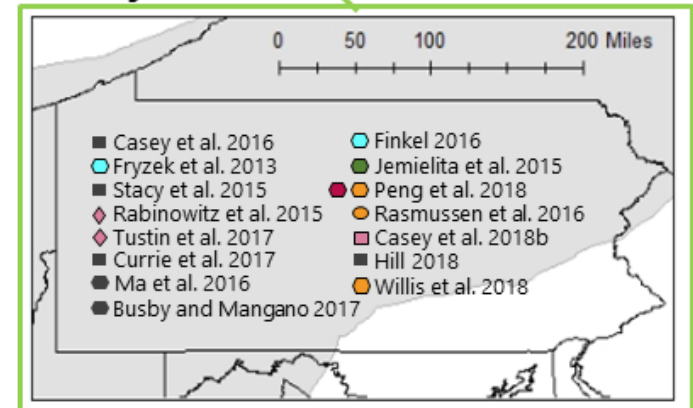 0 50 100 200 Miles
Casey et al. 2016
Fryzek et al. 2013
Stacy et al. 2015
Rabinowitz et al. 2015
Tustin et al. 2017
Currie et al. 2017
Ma et al. 2016
Busby and Mangano 2017
Finkel 2016
Jemielita et al. 2015
Peng et al. 2018
Rasmussen et al. 2016
Casey et al. 2018b
Hill 2018
Willis et al. 2018